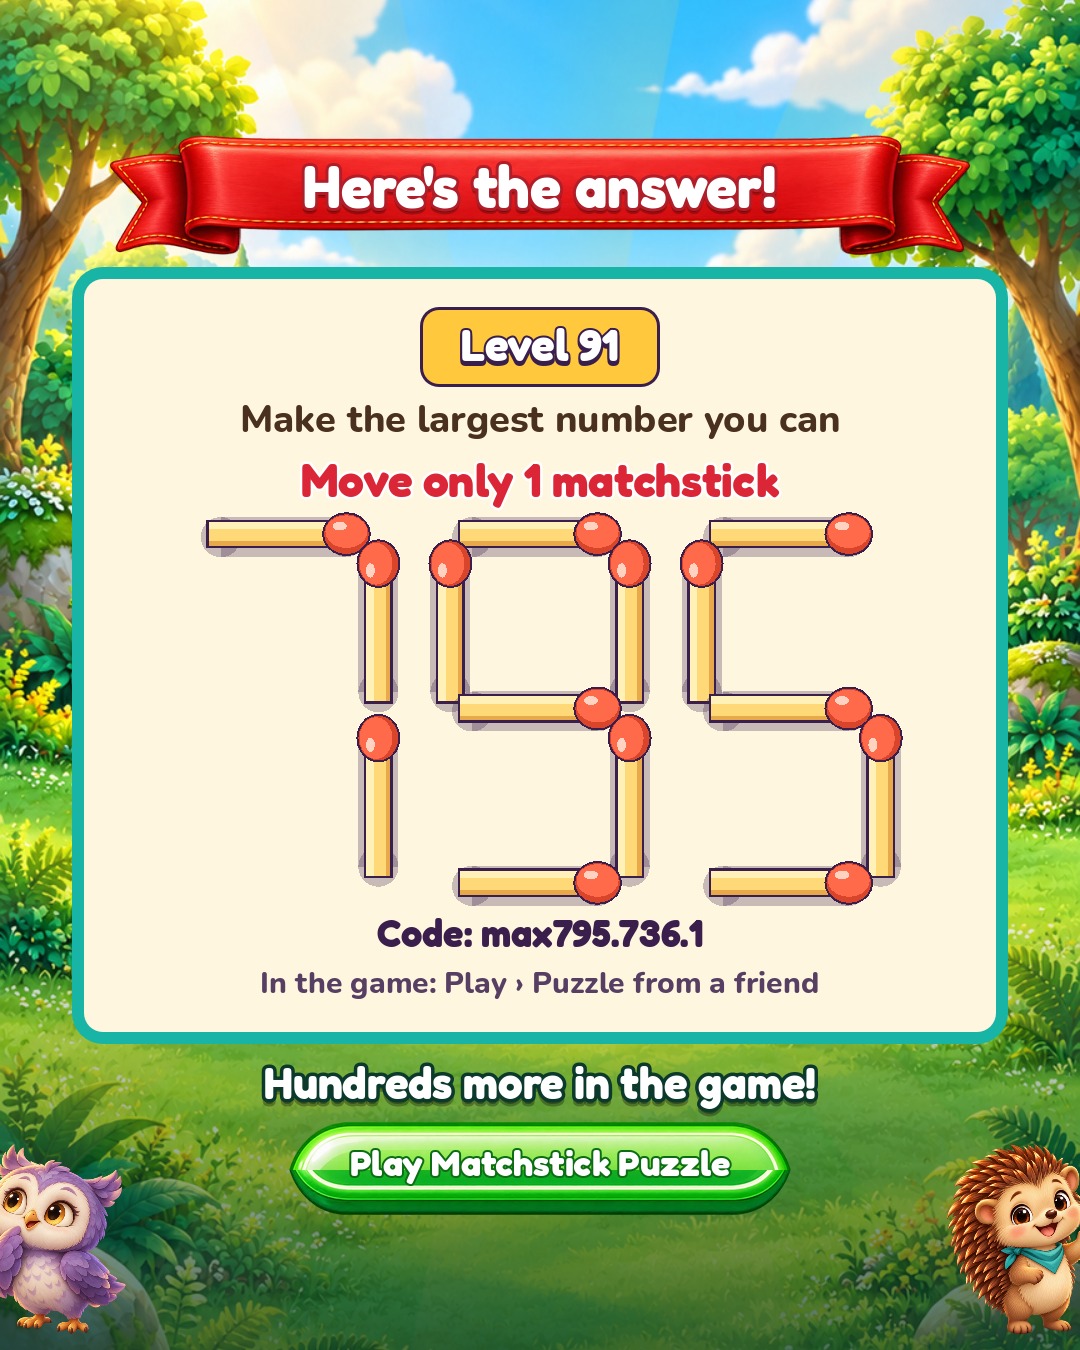 Here's the answer!
Level 91
Make the largest number you can
Move only 1 matchstick
795
Code: max795.736.1
In the game: Play › Puzzle from a friend
Hundreds more in the game!
Play Matchstick Puzzle